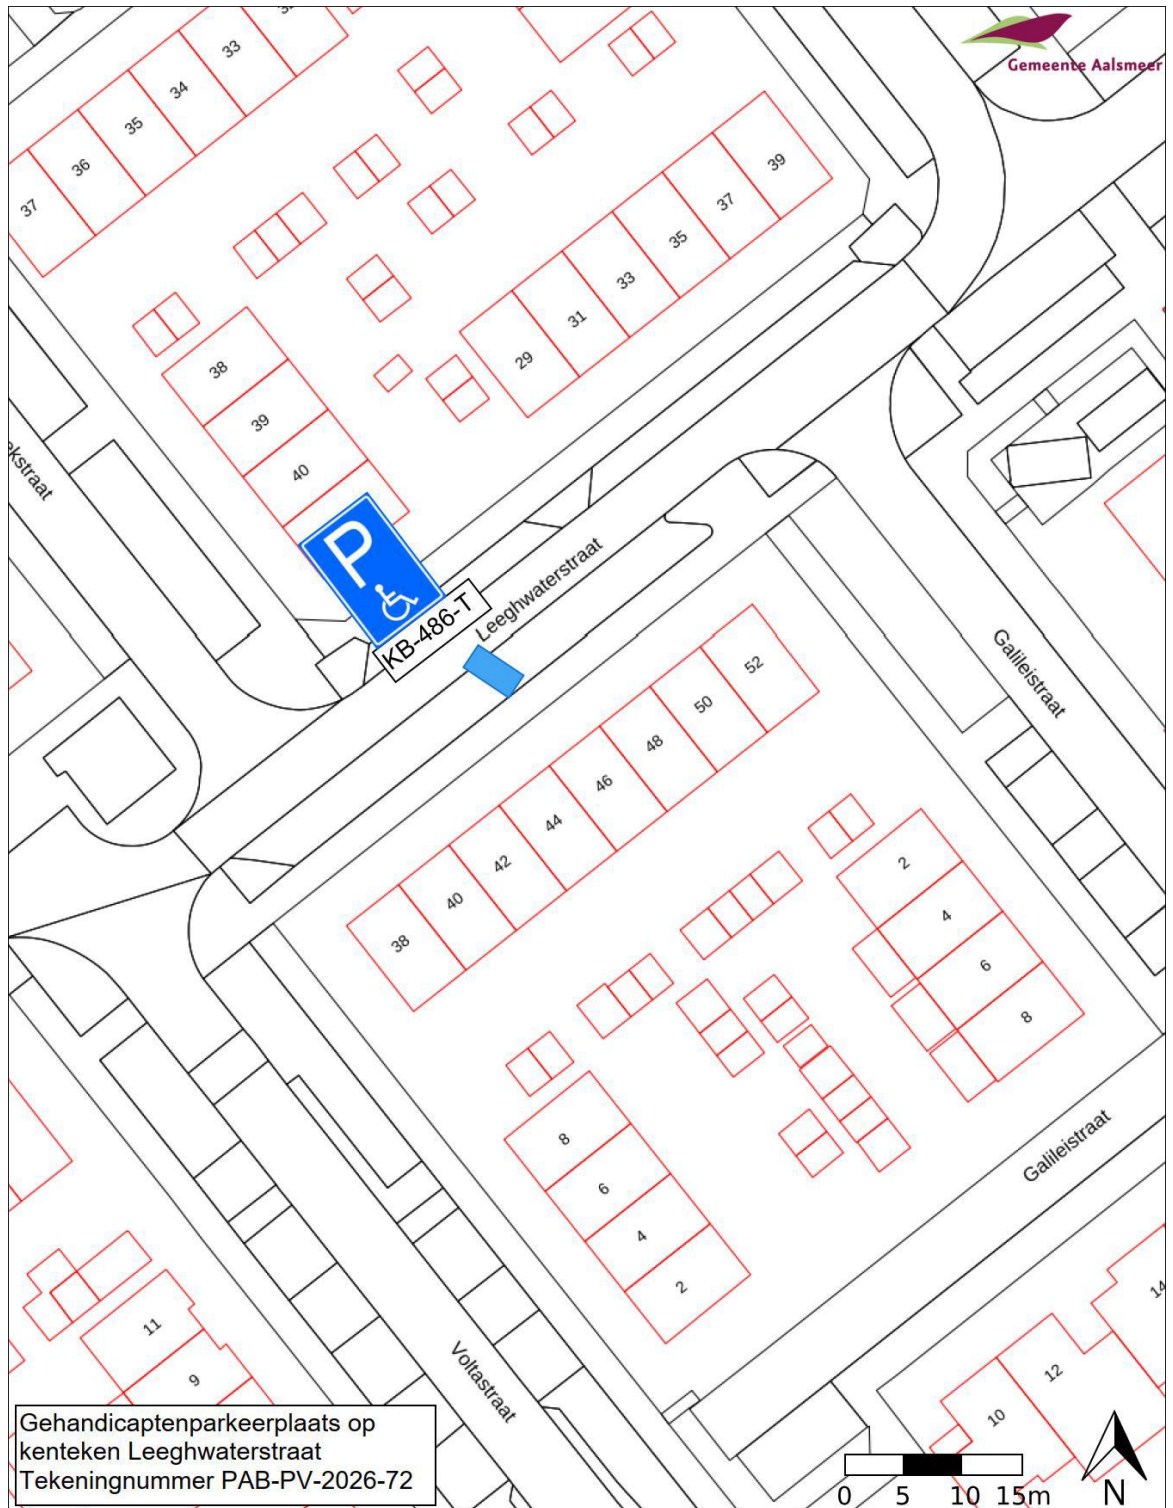 Gemeente Aalsmeer
33
34
35
36
37
39
37
35
33
31
29
38
39
40
P
KB-486-T
Leeghwaterstraat
Galileistraat
52
50
48
46
44
42
40
38
2
4
6
8
8
6
4
2
Galileistraat
Voltastraat
11
9
14
12
10
Gehandicaptenparkeerplaats op
kenteken Leeghwaterstraat
Tekeningnummer PAB-PV-2026-72
0 5 10 15m
N